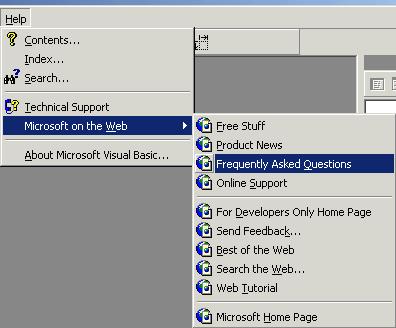 Help
Contents...
Index...
Search...
Technical Support
Microsoft on the Web
About Microsoft Visual Basic...
Free Stuff
Product News
Frequently Asked Questions
Online Support
For Developers Only Home Page
Send Feedback...
Best of the Web
Search the Web...
Web Tutorial
Microsoft Home Page